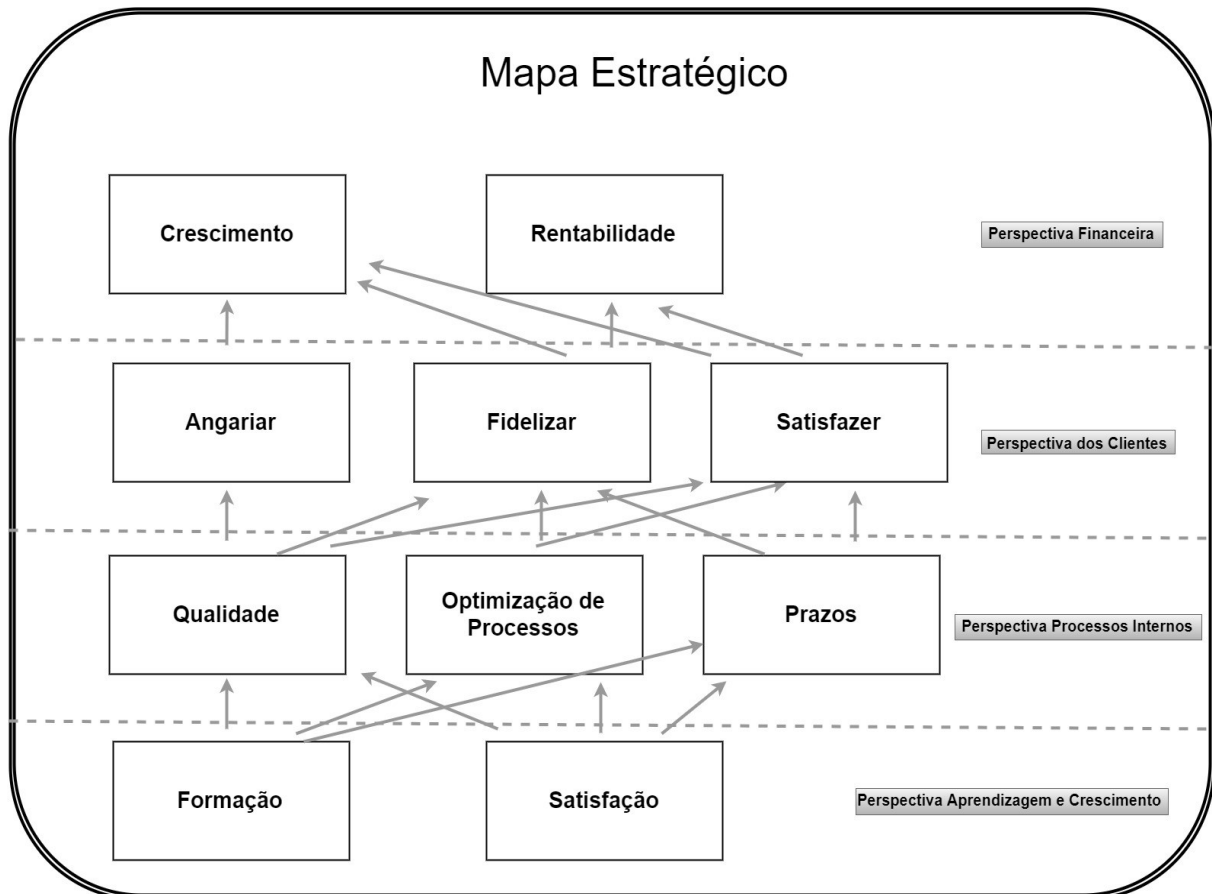 Mapa Estratégico
Crescimento
Rentabilidade
Perspectiva Financeira
Angariar
Fidelizar
Satisfazer
Perspectiva dos Clientes
Qualidade
Optimização de
Processos
Prazos
Perspectiva Processos Internos
Formação
Satisfação
Perspectiva Aprendizagem e Crescimento